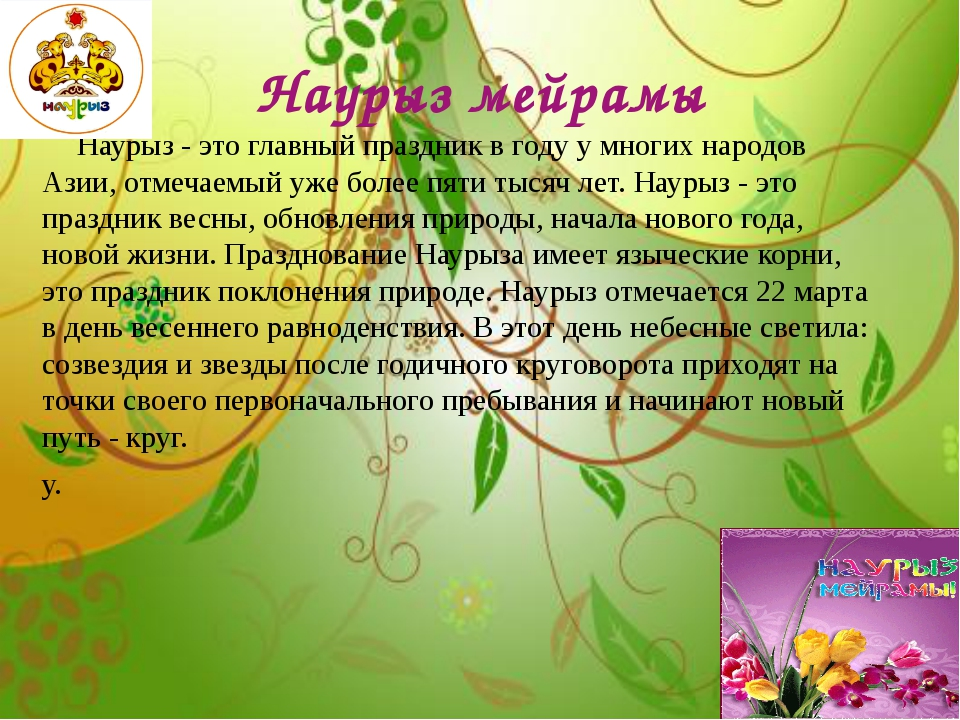 наурыз
Наурыз мейрамы
Наурыз - это главный праздник в году у многих народов
Азии, отмечаемый уже более пяти тысяч лет. Наурыз - это
праздник весны, обновления природы, начала нового года,
новой жизни. Празднование Наурыза имеет языческие корни,
это праздник поклонения природе. Наурыз отмечается 22 марта
в день весеннего равноденствия. В этот день небесные светила:
созвездия и звезды после годичного круговорота приходят на
точки своего первоначального пребывания и начинают новый
путь - круг.
у.
НАУРЫЗ
мейрамы!